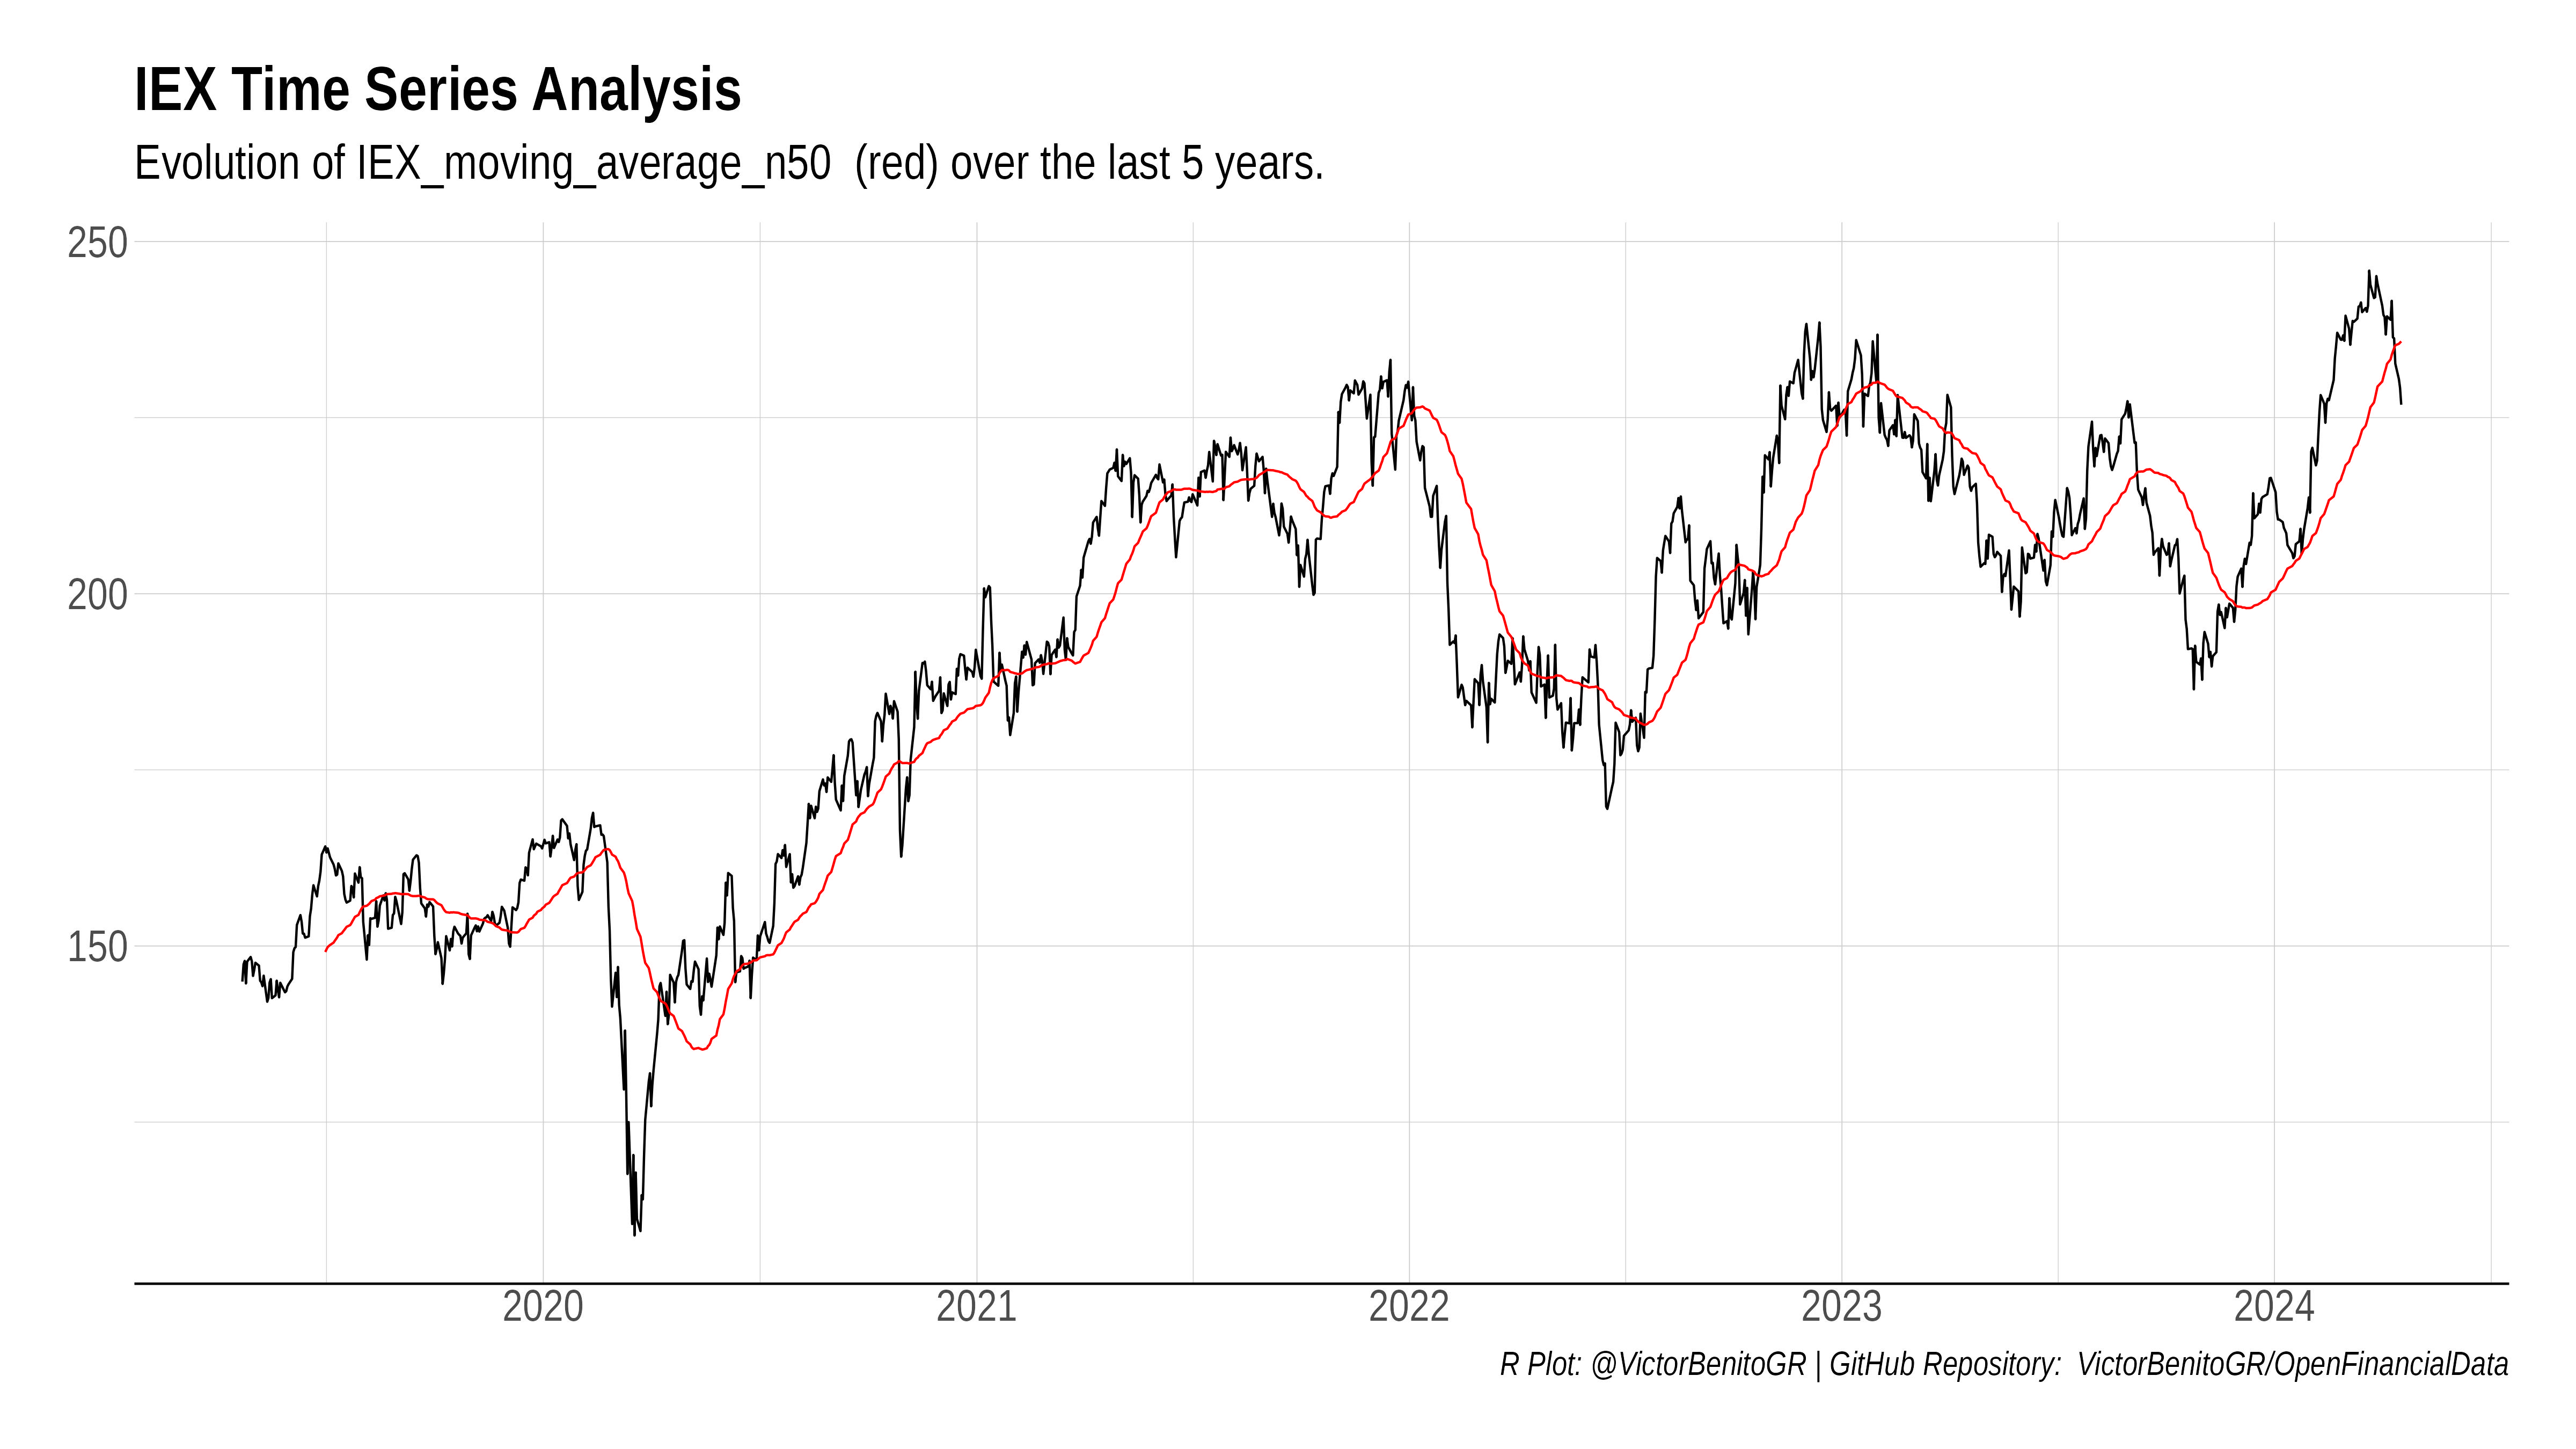 IEX Time Series Analysis
Evolution of IEX_moving_average_n50  (red) over the last 5 years.
250
200
150
2020 2021 2022 2023 2024
R Plot: @VictorBenitoGR | GitHub Repository:  VictorBenitoGR/OpenFinancialData